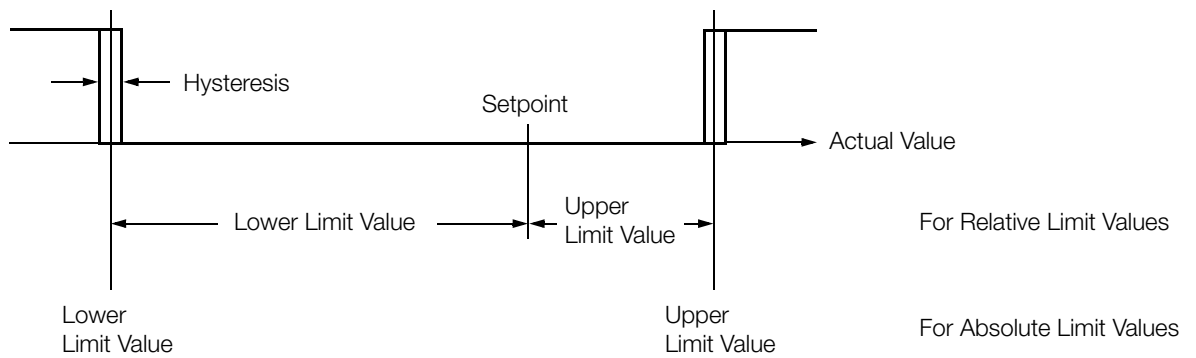 Hysteresis
Setpoint
Actual Value
Lower Limit Value
Upper
Limit Value
For Relative Limit Values
Lower
Limit Value
Upper
Limit Value
For Absolute Limit Values